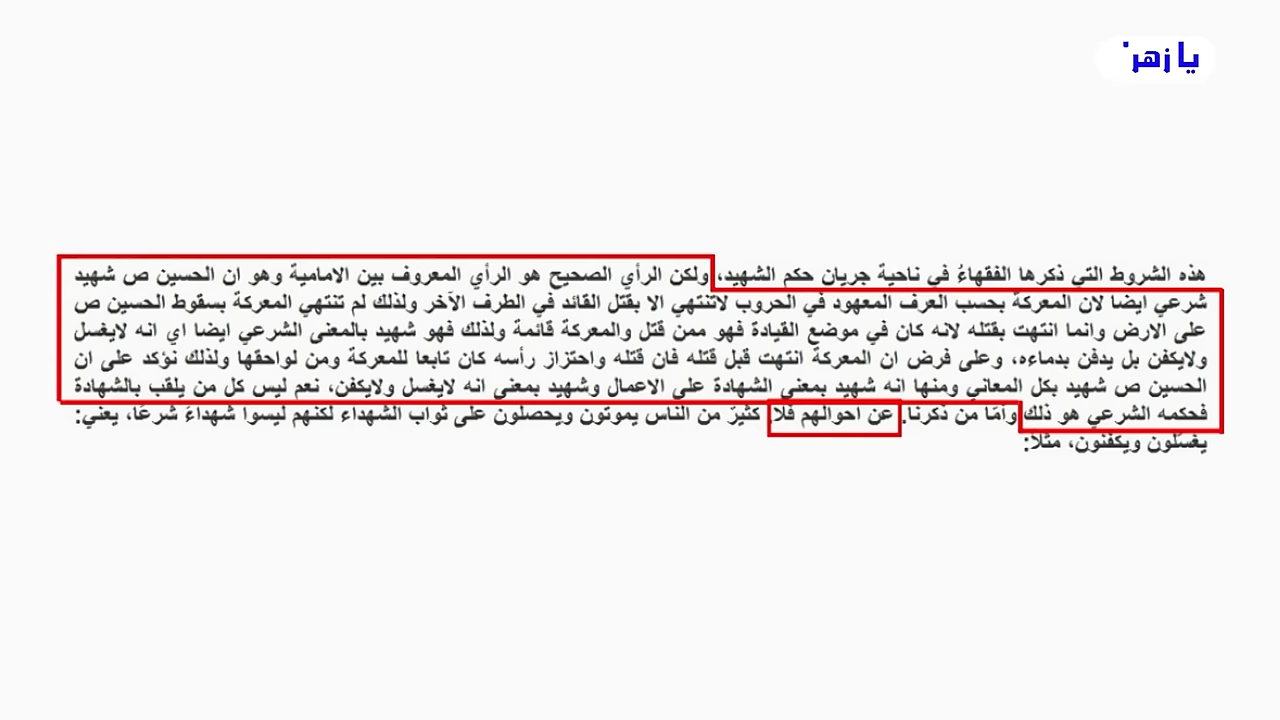 يا زهر
هذه الشروط التي ذكرها الفقهاءُ في ناحية جريان حكم الشهيد، ولكن الرأي الصحيح هو الرأي المعروف بين الامامية وهو ان الحسين ص شهيد
شرعي ايضا لان المعركة بحسب العرف المعهود في الحروب لاتنتهي الا بقتل القائد في الطرف الآخر ولذلك لم تنتهي المعركة بسقوط الحسين ص
على الارض وانما انتهت بقتله لانه كان في موضع القيادة فهو ممن قتل والمعركة قائمة ولذلك فهو شهيد بالمعنى الشرعي ايضا اي انه لايغسل
ولايكفن بل يدفن بدماءه، وعلى فرض ان المعركة انتهت قبل قتله فان قتله واحتزاز رأسه كان تابعا للمعركة ومن لواحقها ولذلك نؤكد على ان
الحسين ص شهيد بكل المعاني ومنها انه شهيد بمعنى الشهادة على الاعمال وشهيد بمعنى انه لايغسل ولايكفن، نعم ليس كل من يلقب بالشهادة
فحكمه الشرعي هو ذلك وأمّا من ذكرنا. عن احوالهم فلا، كثيرٌ من الناس يموتون ويحصلون على ثواب الشهداء لكنهم ليسوا شهداءً شرعًا، يعني:
يغسّلون ويكفنون، مثلًا: